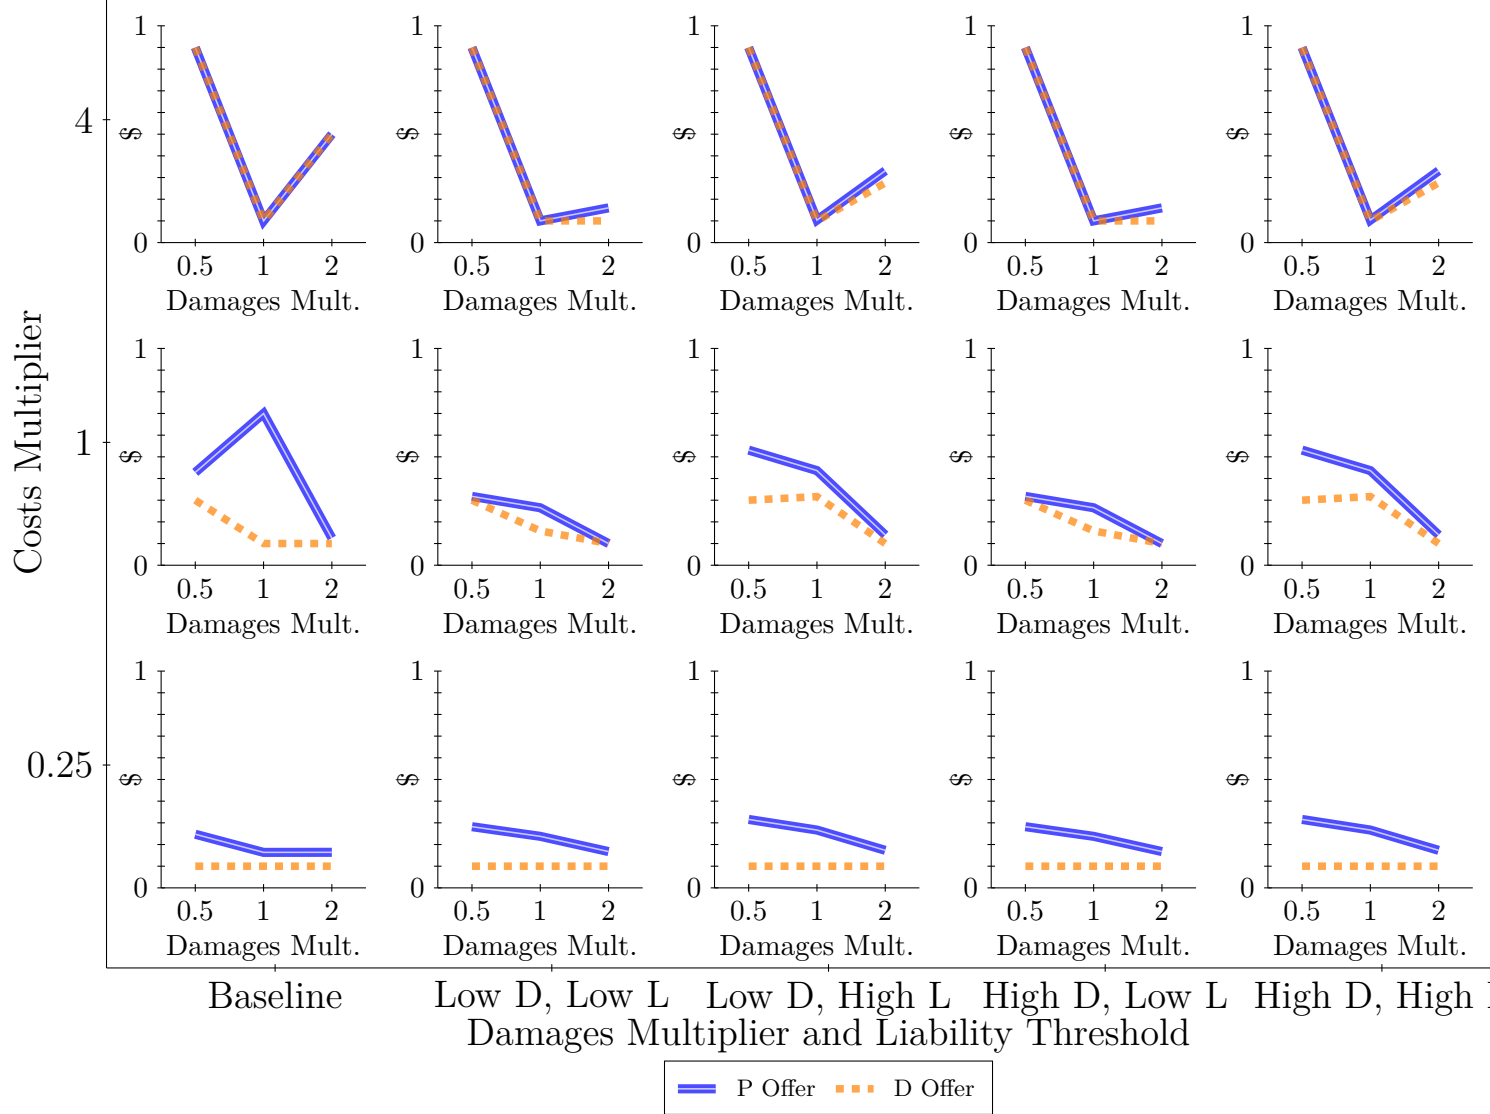 1 1 1 1 1
4 $ $ $ $ $
0 0 0 0 0
0.5 1 2 0.5 1 2 0.5 1 2 0.5 1 2 0.5 1 2
Damages Mult. Damages Mult. Damages Mult. Damages Mult. Damages Mult.
Costs Multiplier
1 1 1 1 1
1 $ $ $ $ $
0 0 0 0 0
0.5 1 2 0.5 1 2 0.5 1 2 0.5 1 2 0.5 1 2
Damages Mult. Damages Mult. Damages Mult. Damages Mult. Damages Mult.
1 1 1 1 1
0.25 $ $ $ $ $
0 0 0 0 0
0.5 1 2 0.5 1 2 0.5 1 2 0.5 1 2 0.5 1 2
Damages Mult. Damages Mult. Damages Mult. Damages Mult. Damages Mult.
Baseline Low D, Low L Low D, High L High D, Low L High D, High
Damages Multiplier and Liability Threshold
P Offer D Offer